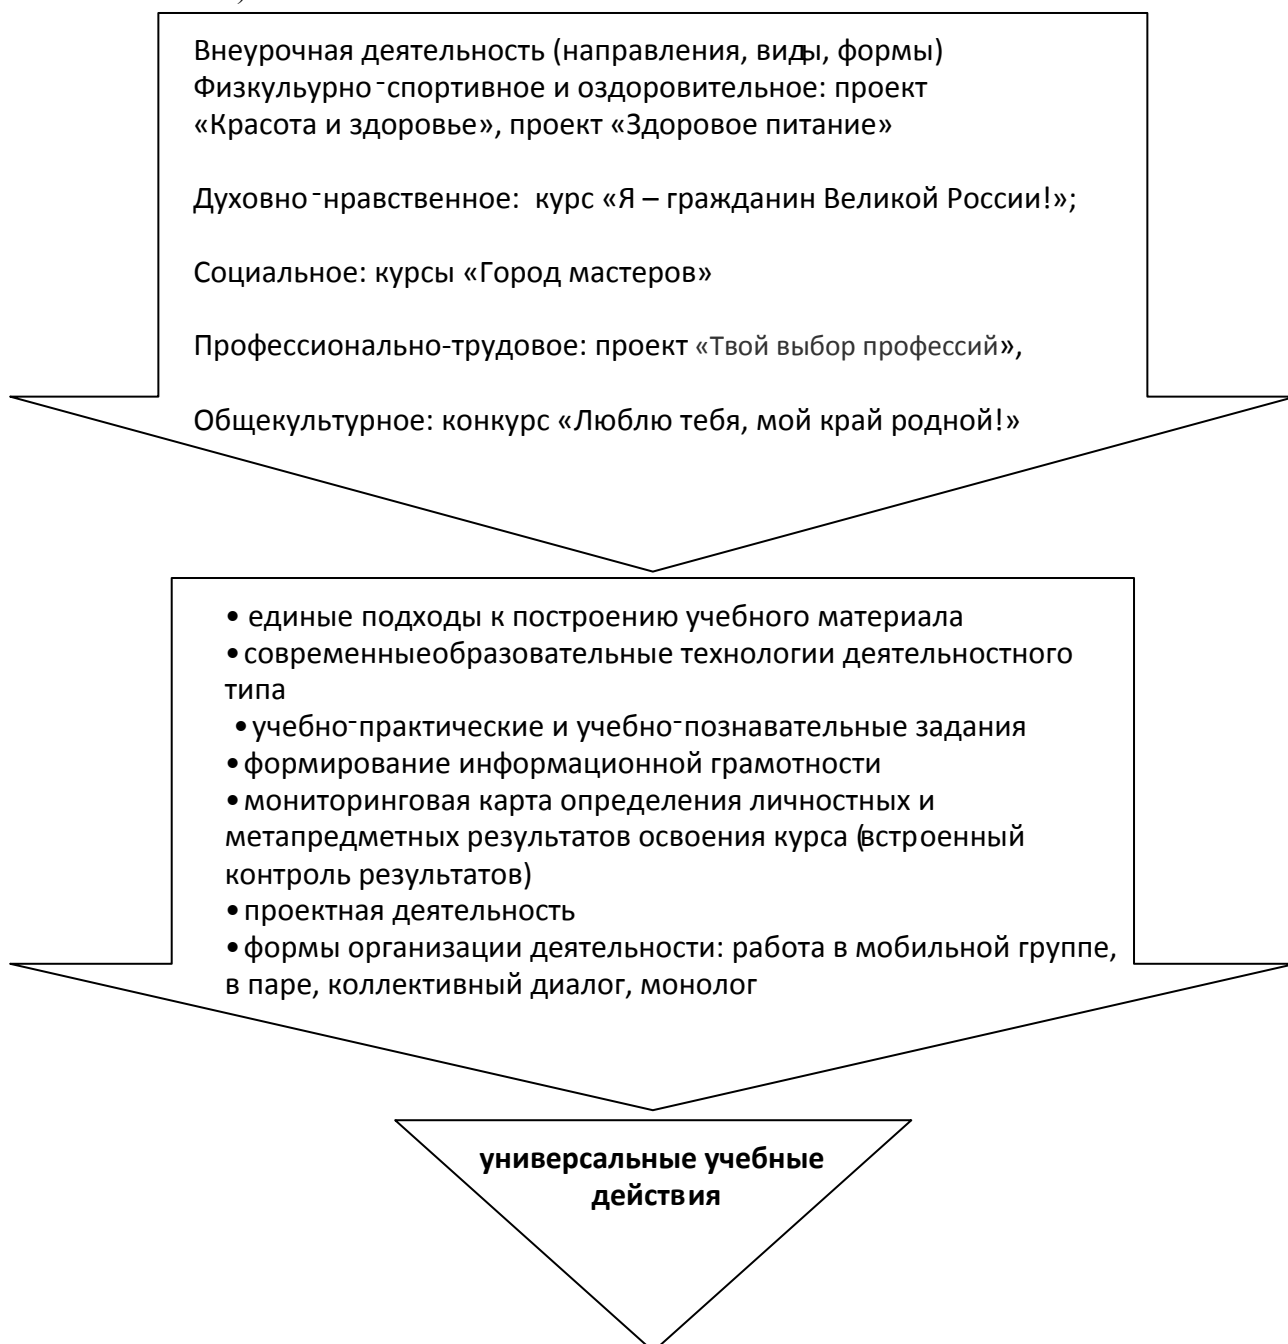 Внеурочная деятельность (направления, виды, формы)
Физкульурно-спортивное и оздоровительное: проект
«Красота и здоровье», проект «Здоровое питание»
Духовно-нравственное: курс «Я – гражданин Великой России!»;
Социальное: курсы «Город мастеров»
Профессионально-трудовое: проект «Твой выбор профессий»,
Общекультурное: конкурс «Люблю тебя, мой край родной!»
• единые подходы к построению учебного материала
• современныеобразовательные технологии деятельностного
типа
• учебно-практические и учебно-познавательные задания
• формирование информационной грамотности
• мониторинговая карта определения личностных и
метапредметных результатов освоения курса (встроенный
контроль результатов)
• проектная деятельность
• формы организации деятельности: работа в мобильной группе,
в паре, коллективный диалог, монолог
универсальные учебные
действия